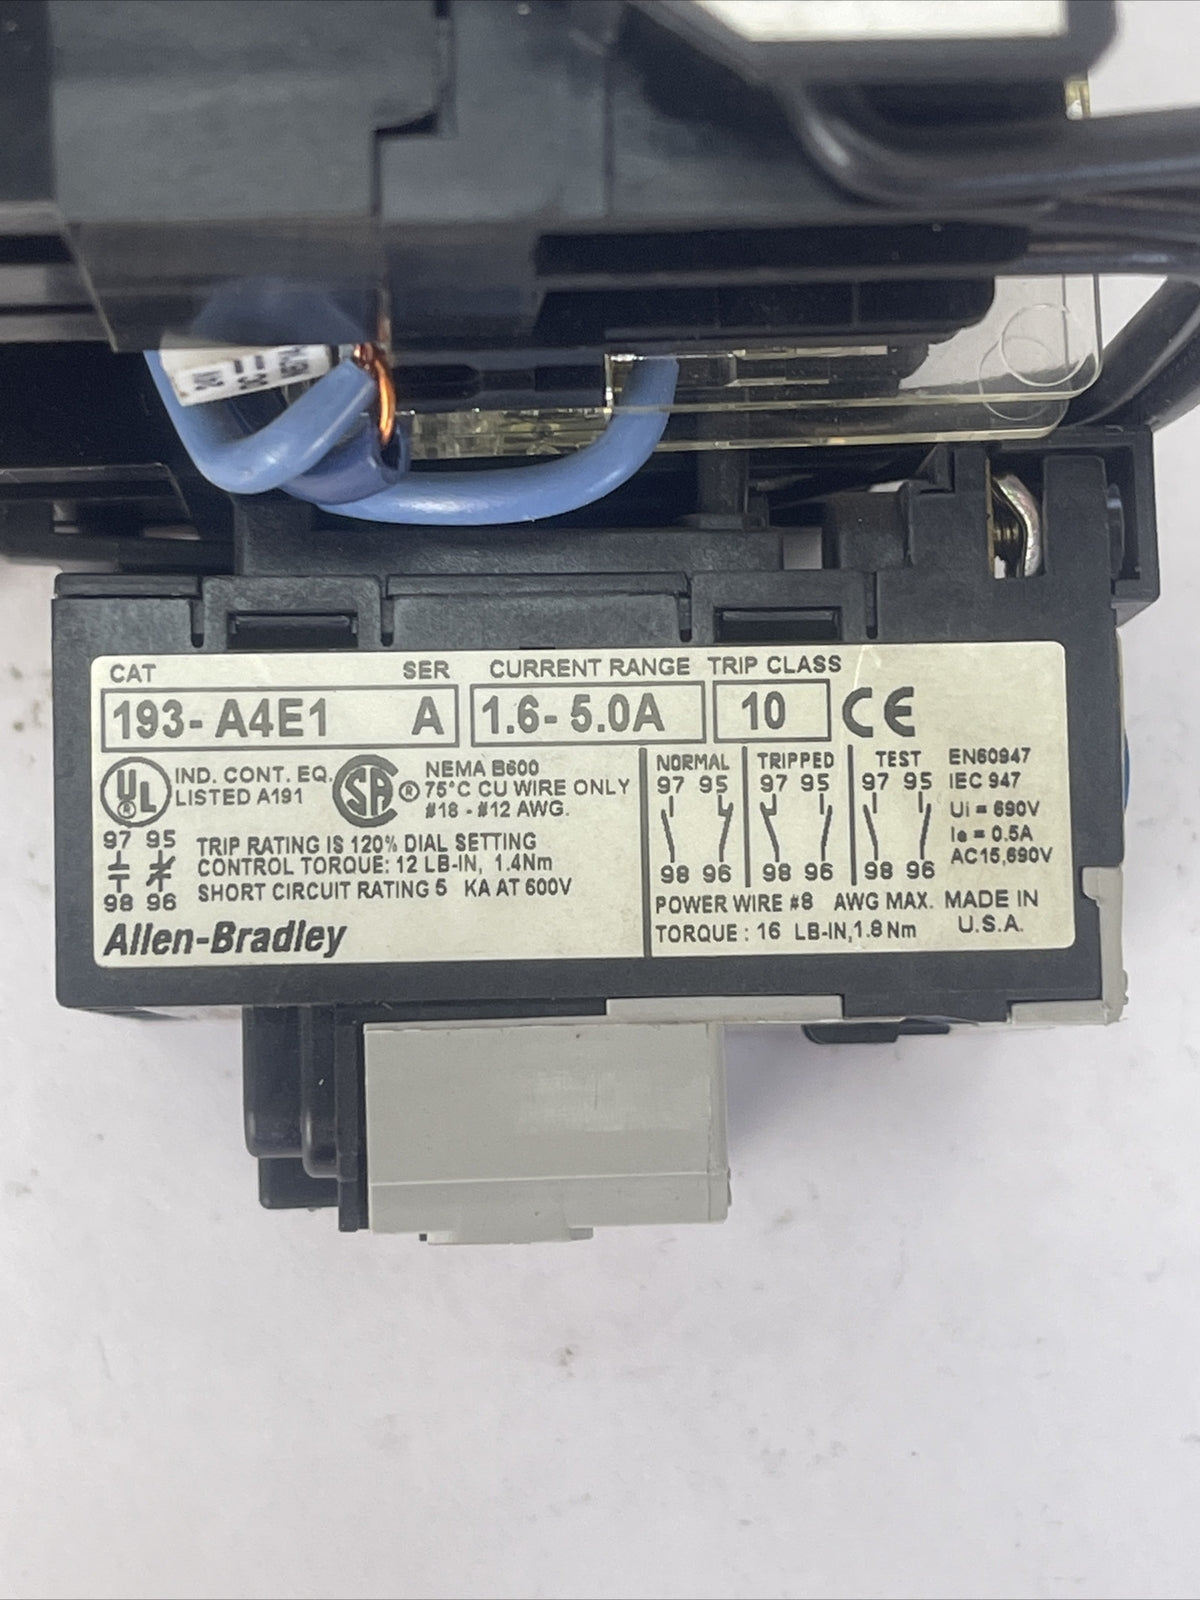 CAT SER CURRENT RANGE TRIP CLASS
193- A4E1 A 1.6- 5.0A 10 CE
UL ® IND. CONT. EQ.
LISTED A191
SA ® NEMA B600
75°C CU WIRE ONLY
#18 - #12 AWG.
97 95
98 96
TRIP RATING IS 120% DIAL SETTING
CONTROL TORQUE: 12 LB-IN, 1.4Nm
SHORT CIRCUIT RATING 5 KA AT 600V
Allen-Bradley
NORMAL TRIPPED TEST
97 95 97 95 97 95
98 96 98 96 98 96
EN60947
IEC 947
Ui = 690V
Ie = 0.5A
AC15,690V
POWER WIRE #8 AWG MAX. MADE IN
TORQUE : 16 LB-IN,1.8 Nm U.S.A.